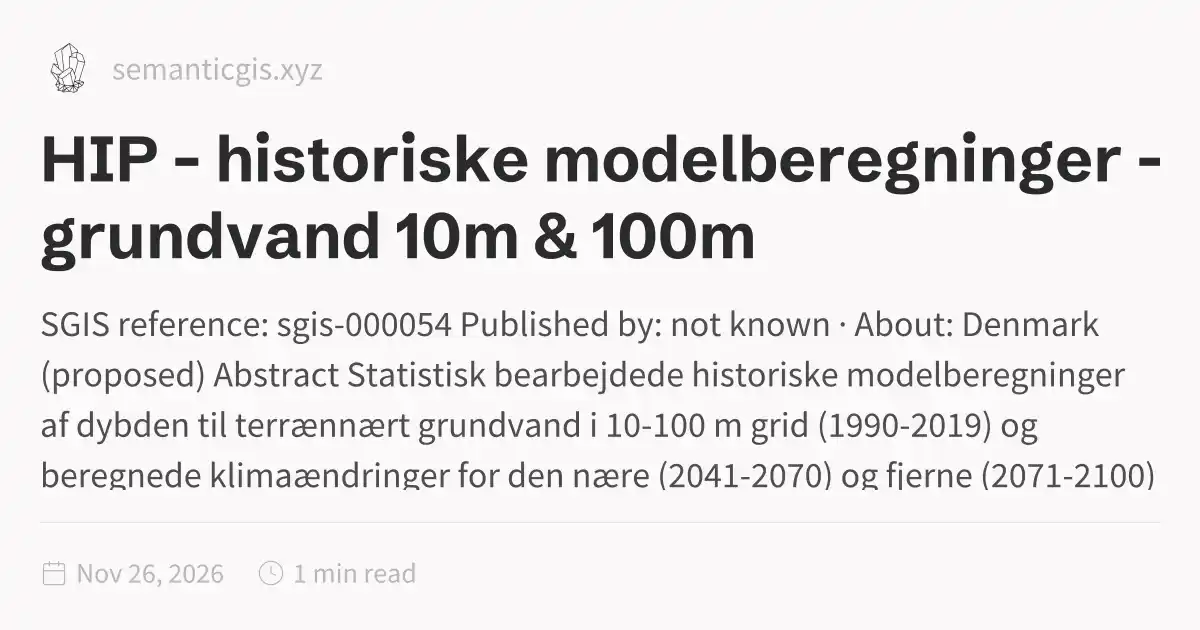 semanticgis.xyz
HIP - historiske modelberegninger -
grundvand 10m & 100m
SGIS reference: sgis-000054 Published by: not known · About: Denmark
(proposed) Abstract Statistisk bearbejdede historiske modelberegninger
af dybden til terrænnært grundvand i 10-100 m grid (1990-2019) og
beregnede klimaændringer for den nære (2041-2070) og fjerne (2071-2100)
Nov 26, 2026
1 min read